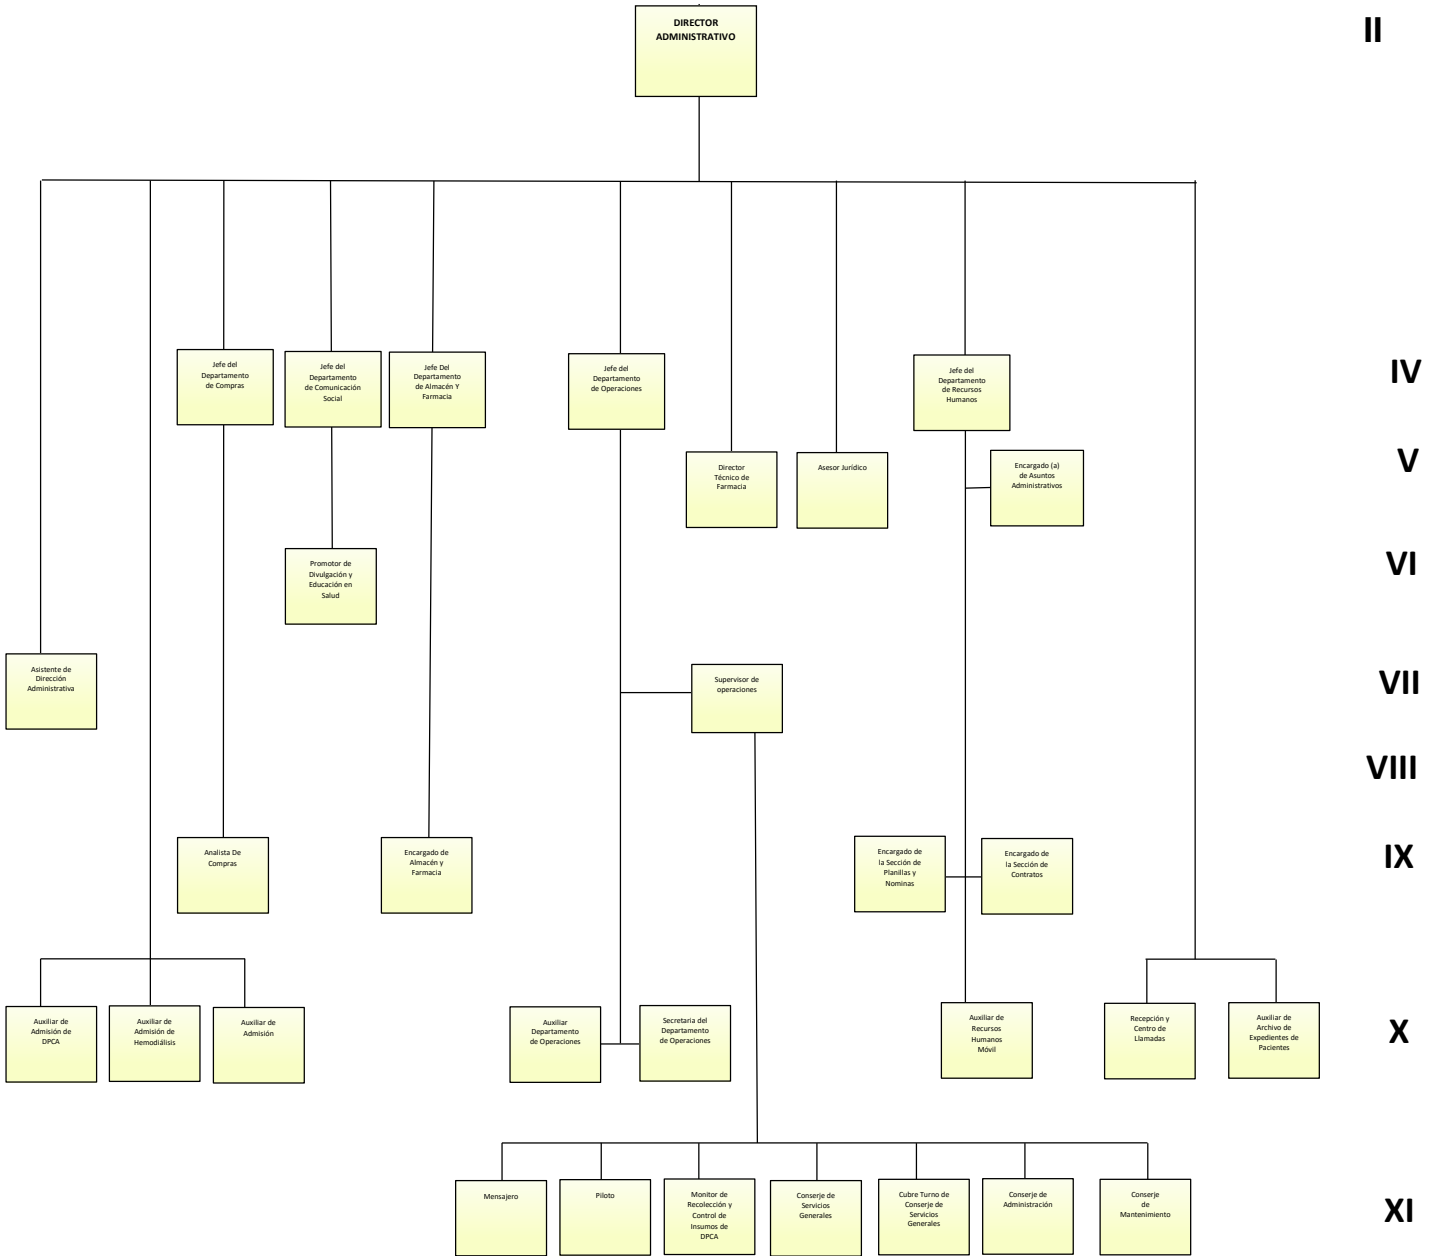 DIRECTOR
ADMINISTRATIVO
II
Jefe del
Departamento
de Compras
Jefe del
Departamento
de Comunicación
Social
Jefe Del
Departamento
de Almacén Y
Farmacia
Jefe del
Departamento
de Operaciones
Jefe del
Departamento
de Recursos
Humanos
IV
Director
Técnico de
Farmacia
Asesor Jurídico
Encargado (a)
de Asuntos
Administrativos
V
Promotor de
Divulgación y
Educación en
Salud
VI
Asistente de
Dirección
Administrativa
Supervisor de
operaciones
VII
VIII
Analista De
Compras
Encargado de
Almacén y
Farmacia
Encargado de
la Sección de
Planillas y
Nominas
Encargado de
la Sección de
Contratos
IX
Auxiliar de
Admisión de
DPCA
Auxiliar de
Admisión de
Hemodiálisis
Auxiliar de
Admisión
Auxiliar
Departamento
de Operaciones
Secretaria del
Departamento
de Operaciones
Auxiliar de
Recursos
Humanos
Móvil
Recepción y
Centro de
Llamadas
Auxiliar de
Archivo de
Expedientes de
Pacientes
X
Mensajero
Piloto
Monitor de
Recolección y
Control de
Insumos de
DPCA
Conserje de
Servicios
Generales
Cubre Turno de
Conserje de
Servicios
Generales
Conserje de
Administración
Conserje
de
Mantenimiento
XI